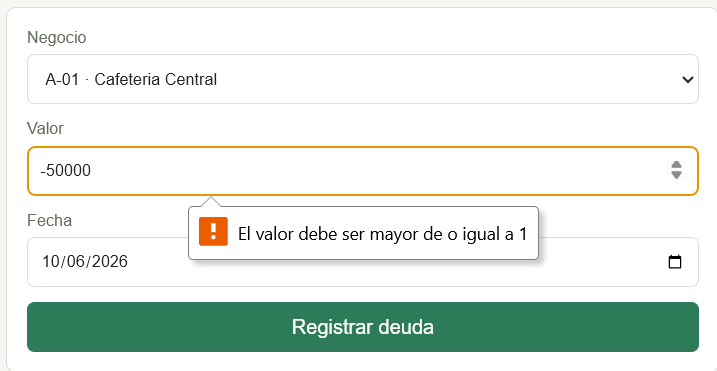 Negocio
A-01 · Cafeteria Central
Valor
-50000
El valor debe ser mayor de o igual a 1
Fecha
10/06/2026
Registrar deuda